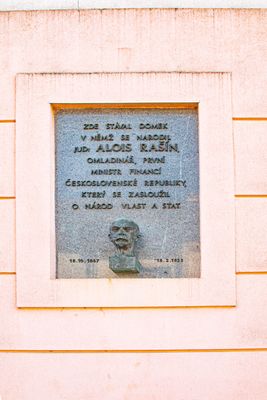 ZDE STÁVAL DOMEK,
V NĚMŽ SE NARODIL
JUDr ALOIS RAŠÍN,
OMLADINÁŘ, PRVNÍ
MINISTR FINANCÍ
ČESKOSLOVENSKÉ REPUBLIKY,
KTERÝ SE ZASLOUŽIL
O NÁROD VLAST A STÁT.
18.10.1867 18.2.1923